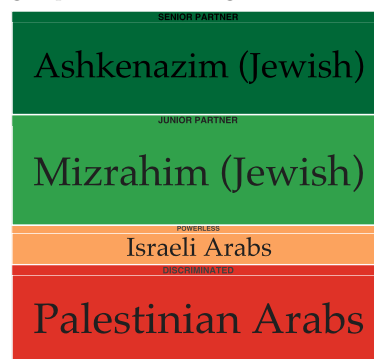 SENIOR PARTNER
Ashkenazim (Jewish)
JUNIOR PARTNER
Mizrahim (Jewish)
POWERLESS
Israeli Arabs
DISCRIMINATED
Palestinian Arabs